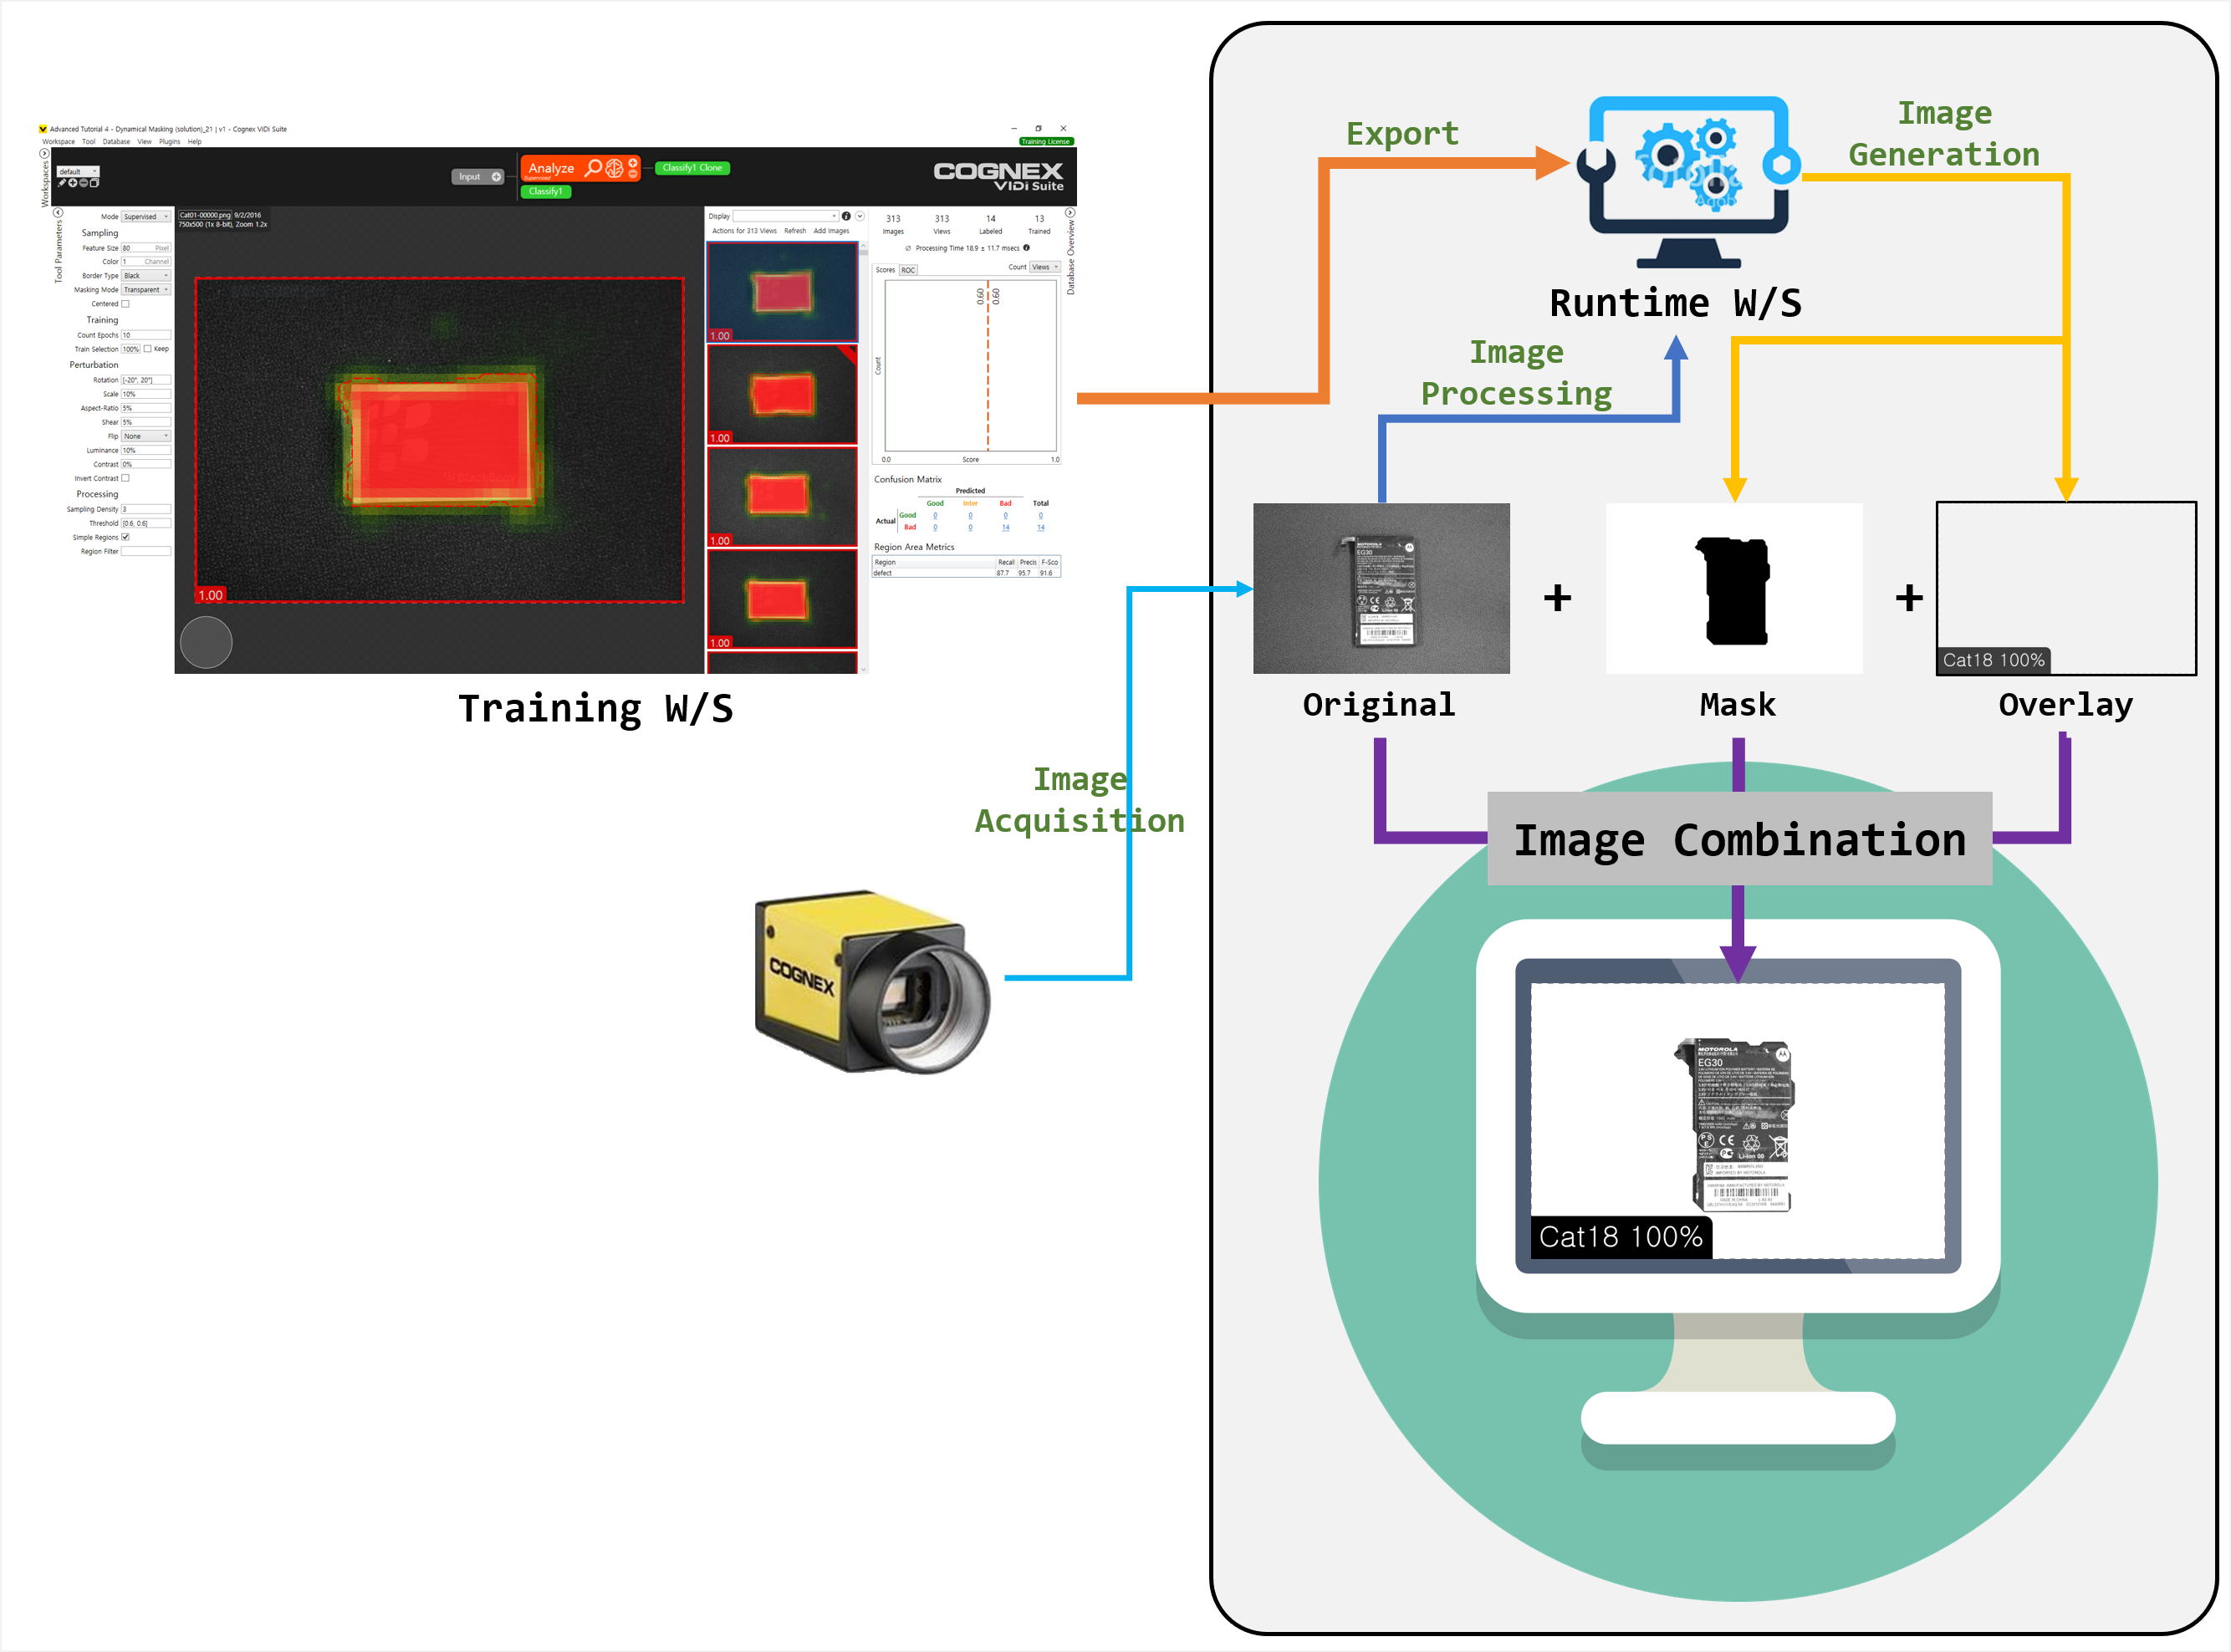 Advanced Tutorial 4 - Dynamical Masking (solution)_21 | v1 - Cognex ViDi Suite
Workspace Tool Database View Plugins Help
Training License
Workspaces
default
Input
Analyze
Supervised
Classify1 Clone
Classify1
COGNEX
ViDi Suite
Tool Parameters
Mode Supervised
Sampling
Feature Size 80 Pixel
Color 1 Channel
Border Type Black
Masking Mode Transparent
Centered
Training
Count Epochs 10
Train Selection 100% Keep
Perturbation
Rotation [-20°, 20°]
Scale 10%
Aspect-Ratio 5%
Shear 5%
Flip None
Luminance 10%
Contrast 0%
Invert Contrast
Processing
Sampling Density 3
Threshold [0.6, 0.6]
Simple Regions
Region Filter
Cat01-00000.png 9/2/2016
750x500 (1x 8-bit), Zoom 1.2x
1.00
Display
Actions for 313 Views Refresh Add Images
1.00
1.00
1.00
1.00
313 313 14 13
Images Views Labeled Trained
Processing Time 18.9 ± 11.7 msecs
Database Overview
Scores ROC Count Views
0.60 0.60
Count
0.0 Score 1.0
Confusion Matrix
Predicted
Good Inter Bad Total
Actual
Good 0 0 0 0
Bad 0 0 14 14
Region Area Metrics
Region Recal Precis F-Sco
defect 87.7 95.7 91.6
Training W/S
Export
Image
Generation
Runtime W/S
Image
Processing
MOTOROLA
EG30
+
+
Cat18 100%
Original
Mask
Overlay
Image
Acquisition
COGNEX
Image Combination
MOTOROLA
EG30
Li-ion 00
Cat18 100%